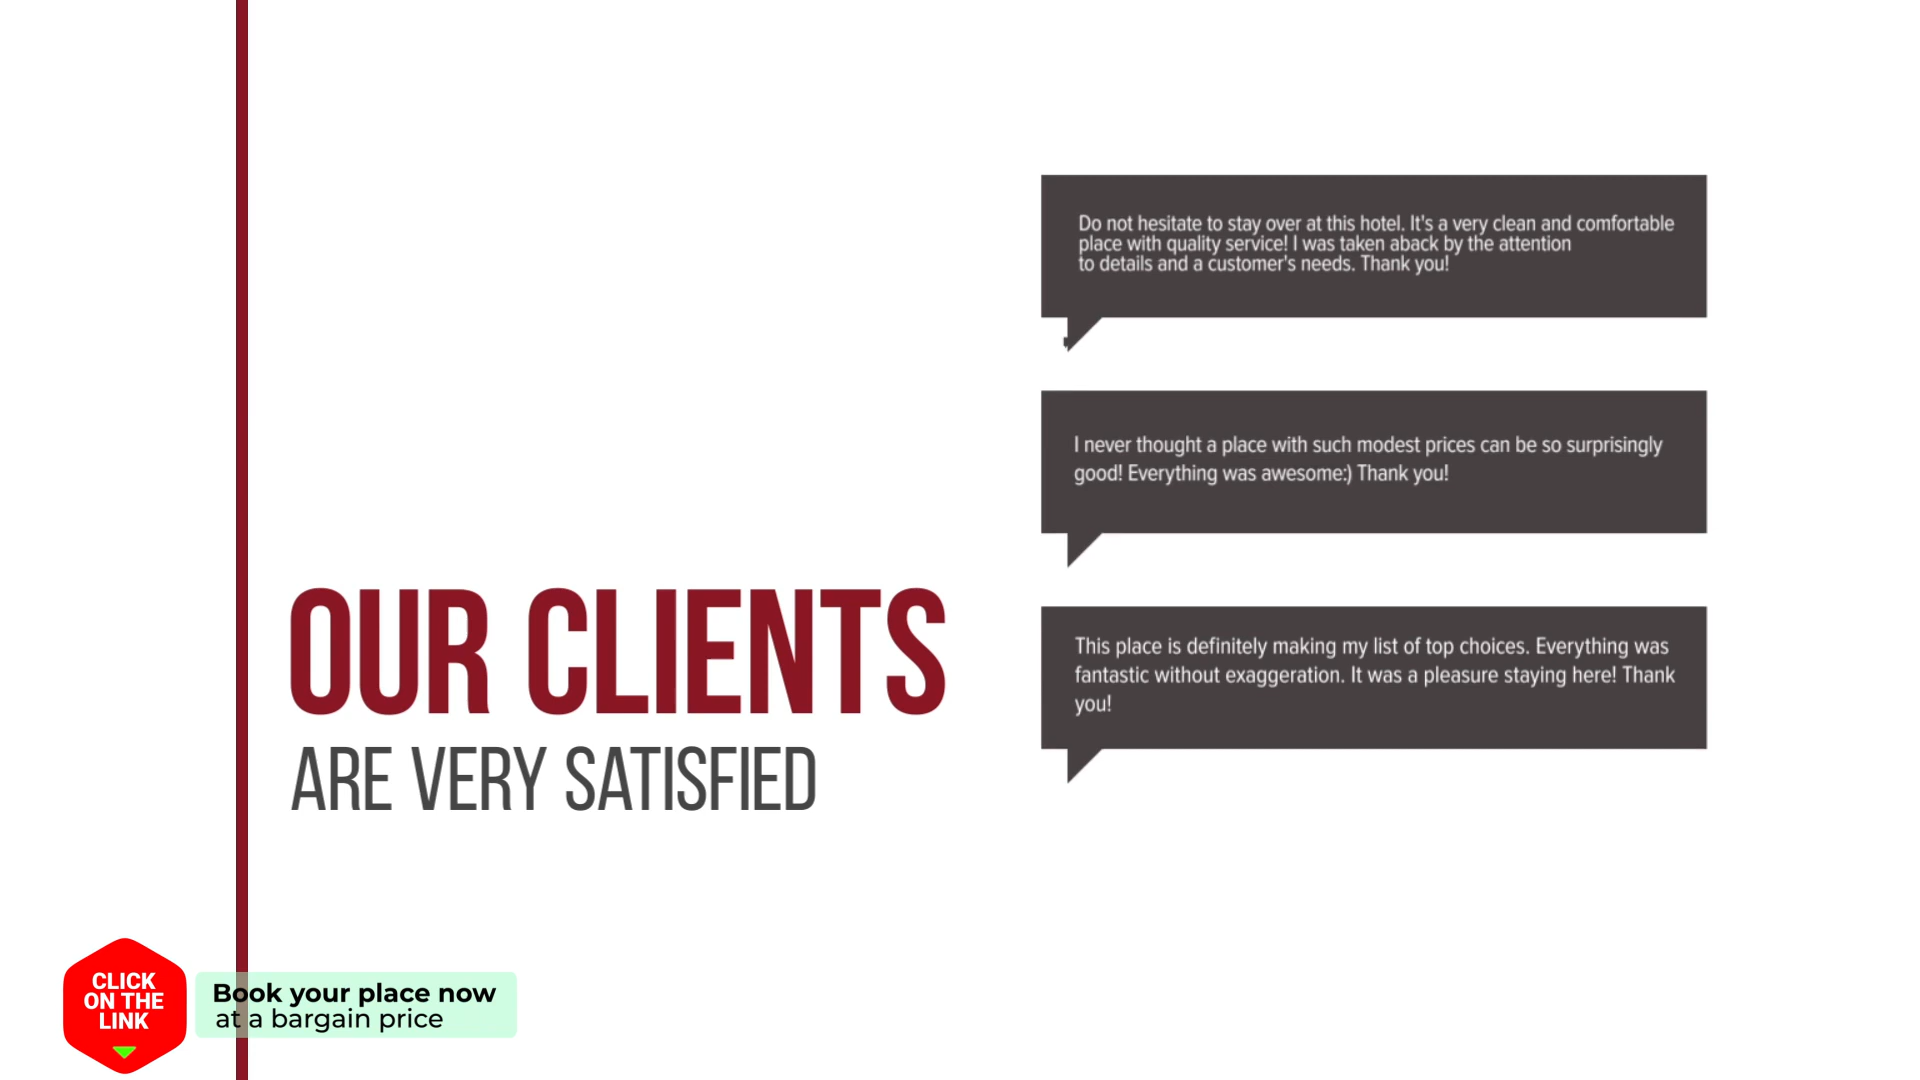 OUR CLIENTS
ARE VERY SATISFIED
Do not hesitate to stay over at this hotel. It's a very clean and comfortable
place with quality service! I was taken aback by the attention
to details and a customer's needs. Thank you!
I never thought a place with such modest prices can be so surprisingly
good! Everything was awesome:) Thank you!
This place is definitely making my list of top choices. Everything was
fantastic without exaggeration. It was a pleasure staying here! Thank
you!
CLICK
ON THE
LINK
Book your place now
at a bargain price